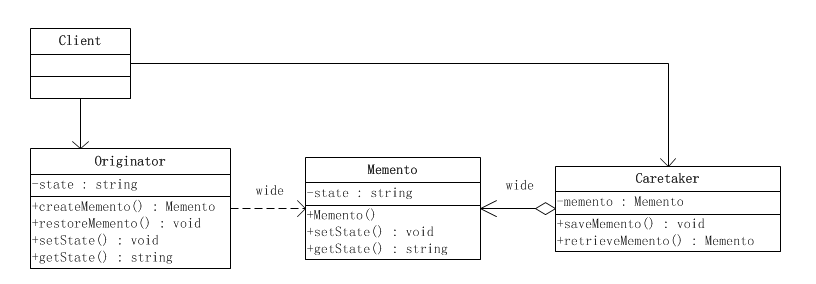 Client
Originator
-state : string
+createMemento() : Memento
+restoreMemento() : void
+setState() : void
+getState() : string
wide
Memento
-state : string
+Memento()
+setState() : void
+getState() : string
wide
Caretaker
-memento : Memento
+saveMemento() : void
+retrieveMemento() : Memento